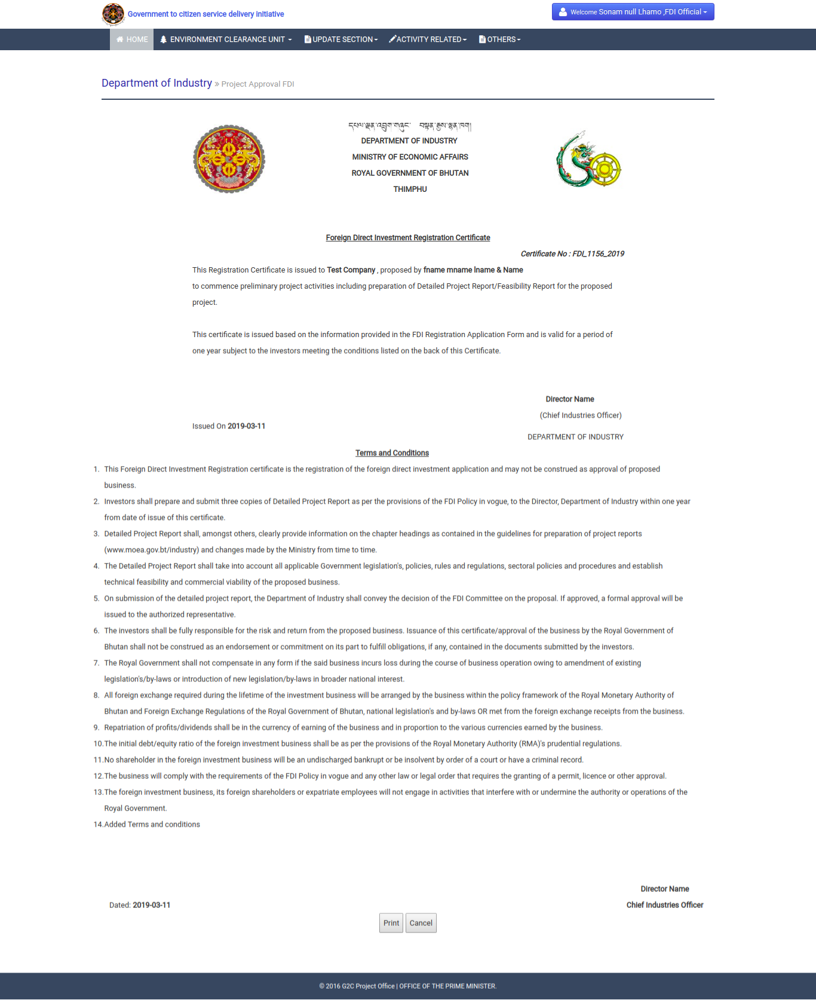 Government to citizen service delivery initiative
Welcome Sonam null Lhamo ,FDI Official
HOME ENVIRONMENT CLEARANCE UNIT UPDATE SECTION ACTIVITY RELATED OTHERS
Department of Industry » Project Approval FDI
དཔལ་ལྡན་འབྲུག་གཞུང་ བསྟན་རྒྱས་ལྷན་ཁག།
DEPARTMENT OF INDUSTRY
MINISTRY OF ECONOMIC AFFAIRS
ROYAL GOVERNMENT OF BHUTAN
THIMPHU
Foreign Direct Investment Registration Certificate
Certificate No : FDI_1156_2019
This Registration Certificate is issued to Test Company , proposed by fname mname lname & Name
to commence preliminary project activities including preparation of Detailed Project Report/Feasibility Report for the proposed
project.
This certificate is issued based on the information provided in the FDI Registration Application Form and is valid for a period of
one year subject to the investors meeting the conditions listed on the back of this Certificate.
Director Name
(Chief Industries Officer)
Issued On 2019-03-11
DEPARTMENT OF INDUSTRY
Terms and Conditions
1. This Foreign Direct Investment Registration certificate is the registration of the foreign direct investment application and may not be construed as approval of proposed
business.
2. Investors shall prepare and submit three copies of Detailed Project Report as per the provisions of the FDI Policy in vogue, to the Director, Department of Industry within one year
from date of issue of this certificate.
3. Detailed Project Report shall, amongst others, clearly provide information on the chapter headings as contained in the guidelines for preparation of project reports
(www.moea.gov.bt/industry) and changes made by the Ministry from time to time.
4. The Detailed Project Report shall take into account all applicable Government legislation's, policies, rules and regulations, sectoral policies and procedures and establish
technical feasibility and commercial viability of the proposed business.
5. On submission of the detailed project report, the Department of Industry shall convey the decision of the FDI Committee on the proposal. If approved, a formal approval will be
issued to the authorized representative.
6. The investors shall be fully responsible for the risk and return from the proposed business. Issuance of this certificate/approval of the business by the Royal Government of
Bhutan shall not be construed as an endorsement or commitment on its part to fulfill obligations, if any, contained in the documents submitted by the investors.
7. The Royal Government shall not compensate in any form if the said business incurs loss during the course of business operation owing to amendment of existing
legislation's/by-laws or introduction of new legislation/by-laws in broader national interest.
8. All foreign exchange required during the lifetime of the investment business will be arranged by the business within the policy framework of the Royal Monetary Authority of
Bhutan and Foreign Exchange Regulations of the Royal Government of Bhutan, national legislation's and by-laws OR met from the foreign exchange receipts from the business.
9. Repatriation of profits/dividends shall be in the currency of earning of the business and in proportion to the various currencies earned by the business.
10. The initial debt/equity ratio of the foreign investment business shall be as per the provisions of the Royal Monetary Authority (RMA)'s prudential regulations.
11. No shareholder in the foreign investment business will be an undischarged bankrupt or be insolvent by order of a court or have a criminal record.
12. The business will comply with the requirements of the FDI Policy in vogue and any other law or legal order that requires the granting of a permit, licence or other approval.
13. The foreign investment business, its foreign shareholders or expatriate employees will not engage in activities that interfere with or undermine the authority or operations of the
Royal Government.
14. Added Terms and conditions
Director Name
Dated: 2019-03-11 Chief Industries Officer
Print Cancel
© 2016 G2C Project Office | OFFICE OF THE PRIME MINISTER.